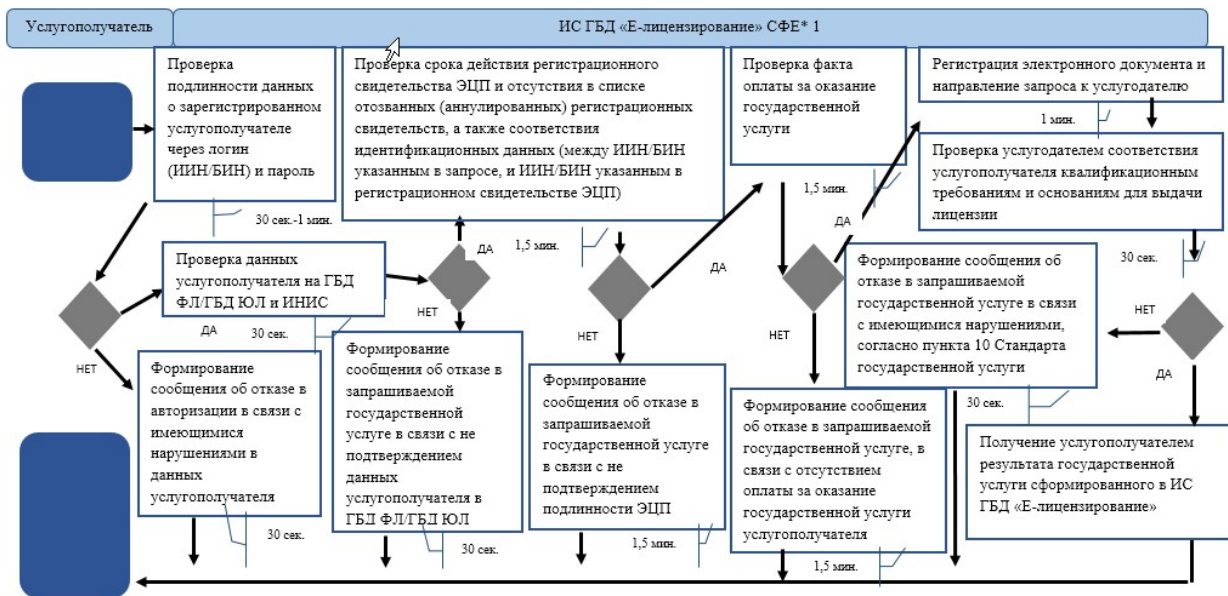 Услугополучатель
ИС ГБД «Е-лицензирование» СФЕ* 1
Проверка
подлинности данных
о зарегистрированном
услугополучателе
через логин
(ИИН/БИН) и пароль
30 сек.-1 мин.
Проверка срока действия регистрационного
свидетельства ЭЦП и отсутствия в списке
отозванных (аннулированных) регистрационных
свидетельств, а также соответствия
идентификационных данных (между ИИН/БИН
указанным в запросе, и ИИН/БИН указанным в
регистрационном свидетельстве ЭЦП)
1,5 мин.
Проверка факта
оплаты за оказание
государственной
услуги
1,5 мин.
Регистрация электронного документа и
направление запроса к услугодателю
1 мин.
Проверка услугодателем соответствия
услугополучателя квалификационным
требованиям и основаниям для выдачи
лицензии
30 сек.
Проверка данных
услугополучателя на ГБД
ФЛ/ГБД ЮЛ и ИНИС
30 сек.
ДА
НЕТ
ДА
НЕТ
ДА
НЕТ
ДА
НЕТ
НЕТ
ДА
Формирование сообщения об
отказе в запрашиваемой
государственной услуге в связи
с имеющимися нарушениями,
согласно пункта 10 Стандарта
государственной услуги
30 сек.
Формирование
сообщения об отказе в
авторизации в связи с
имеющимися
нарушениями в
данных
услугополучателя
30 сек.
Формирование
сообщения об отказе в
запрашиваемой
государственной
услуге в связи с не
подтверждением
данных
услугополучателя в
ГБД ФЛ/ГБД ЮЛ
30 сек.
Формирование
сообщения об отказе в
запрашиваемой
государственной услуге
в связи с не
подтверждением
подлинности ЭЦП
1,5 мин.
Формирование сообщения
об отказе в запрашиваемой
государственной услуге, в
связи с отсутствием
оплаты за оказание
государственной услуги
услугополучателя
1,5 мин.
Получение услугополучателем
результата государственной
услуги сформированного в ИС
ГБД «Е-лицензирование»